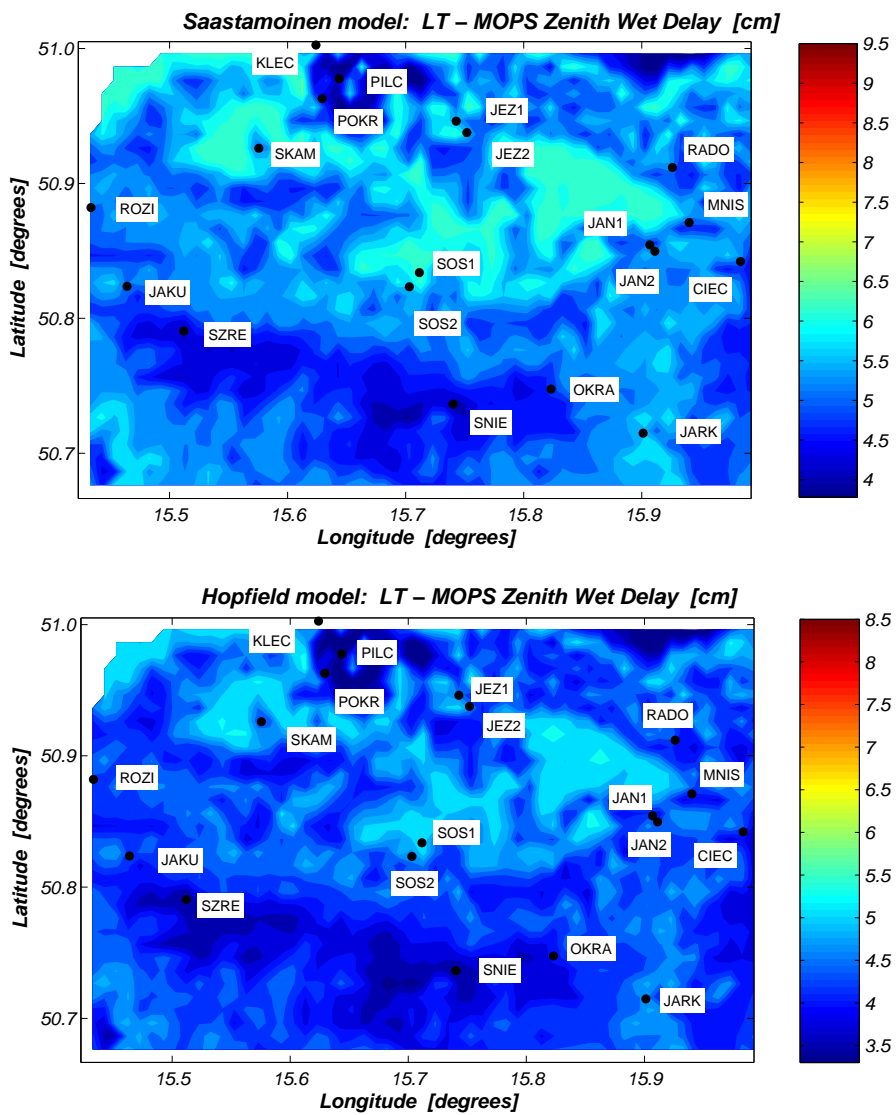 Saastamoinen model: LT – MOPS Zenith Wet Delay [cm]
51.0
50.9
50.8
50.7
Latitude [degrees]
KLEC
PILC
POKR
JEZ1
JEZ2
SKAM
RADO
ROZI
MNIS
JAN1
SOS1
JAN2
CIEC
JAKU
SOS2
SZRE
OKRA
SNIE
JARK
15.5
15.6
15.7
15.8
15.9
Longitude [degrees]
9.5
9
8.5
8
7.5
7
6.5
6
5.5
5
4.5
4
Hopfield model: LT – MOPS Zenith Wet Delay [cm]
51.0
50.9
50.8
50.7
Latitude [degrees]
KLEC
PILC
POKR
JEZ1
JEZ2
SKAM
RADO
ROZI
MNIS
JAN1
SOS1
JAN2
CIEC
JAKU
SOS2
SZRE
OKRA
SNIE
JARK
15.5
15.6
15.7
15.8
15.9
Longitude [degrees]
8.5
8
7.5
7
6.5
6
5.5
5
4.5
4
3.5